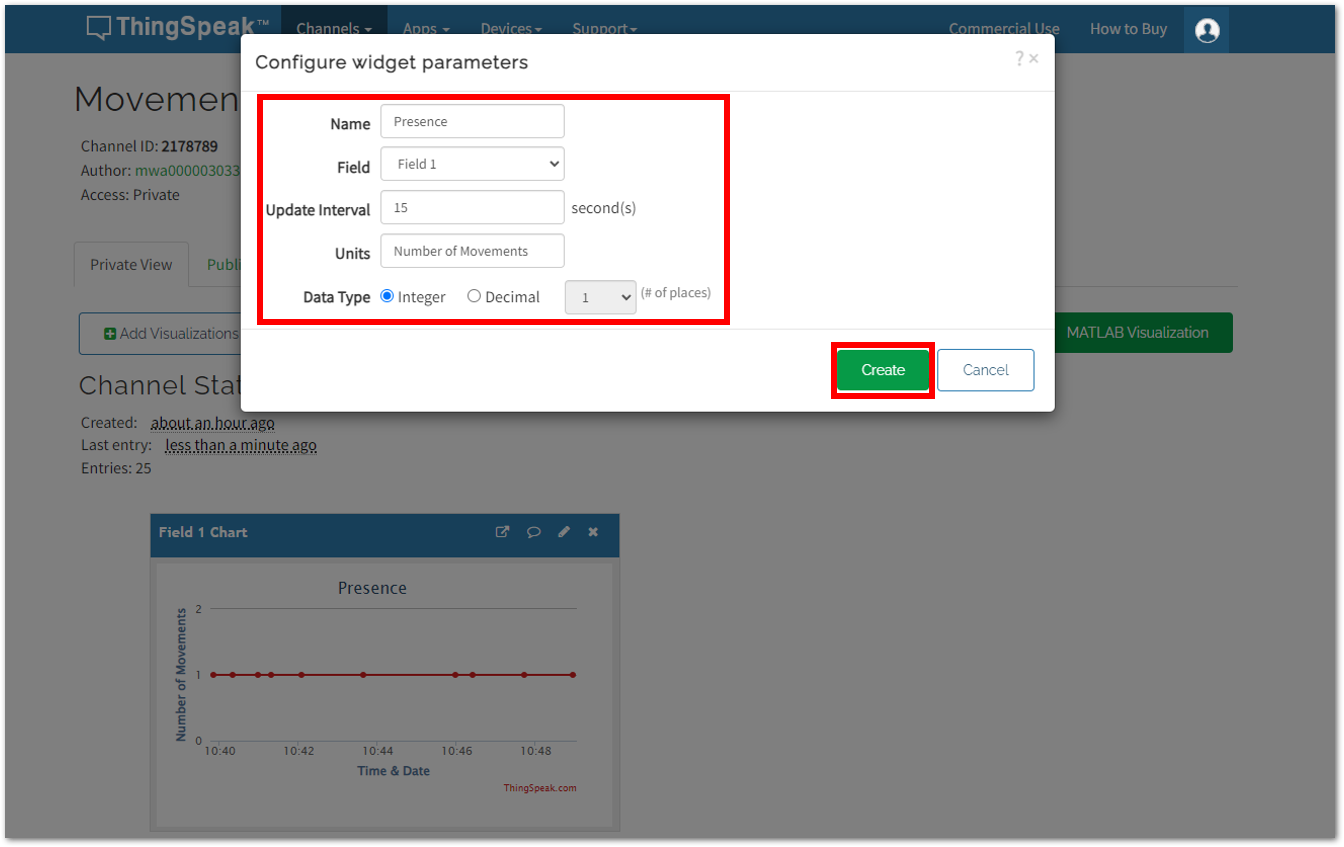 ThingSpeak™ Channels Apps Devices Support Commercial Use How to Buy
Configure widget parameters ? ×
Movemen
Channel ID: 2178789
Author: mwa000003033
Access: Private
Name Presence
Field Field 1
Update Interval 15 second(s)
Units Number of Movements
Data Type Integer Decimal 1 (# of places)
Private View Publi
Add Visualizations MATLAB Visualization
Create Cancel
Channel Stat
Created: about an hour ago
Last entry: less than a minute ago
Entries: 25
Field 1 Chart
Presence
Number of Movements
2
1
0
10:40 10:42 10:44 10:46 10:48
Time & Date
ThingSpeak.com